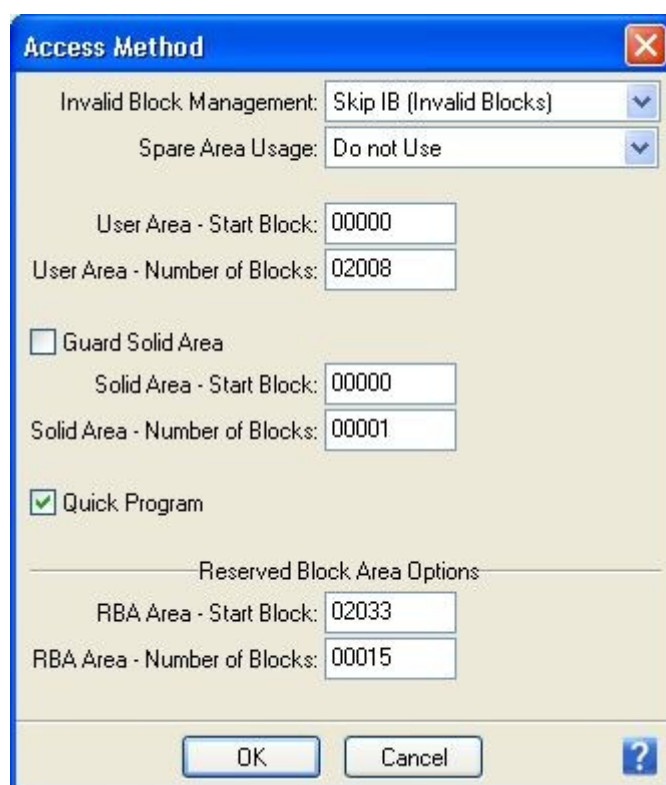 Access Method
Invalid Block Management: Skip IB (Invalid Blocks)
Spare Area Usage: Do not Use
User Area - Start Block: 00000
User Area - Number of Blocks: 02008
Guard Solid Area
Solid Area - Start Block: 00000
Solid Area - Number of Blocks: 00001
Quick Program
Reserved Block Area Options
RBA Area - Start Block: 02033
RBA Area - Number of Blocks: 00015
OK Cancel ?